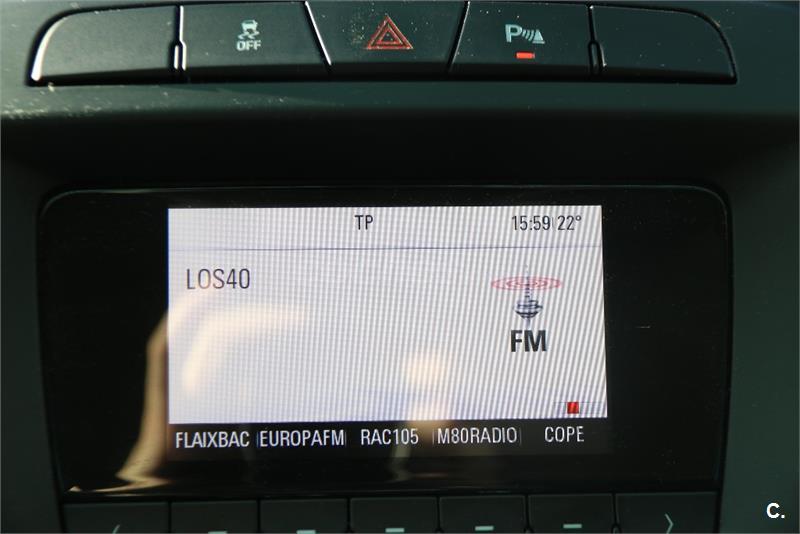 OFF
P
TP 15:59 22°
LOS40
FM
FLAIXBAC EUROPAFM RAC105 M80RADIO COPE
C.